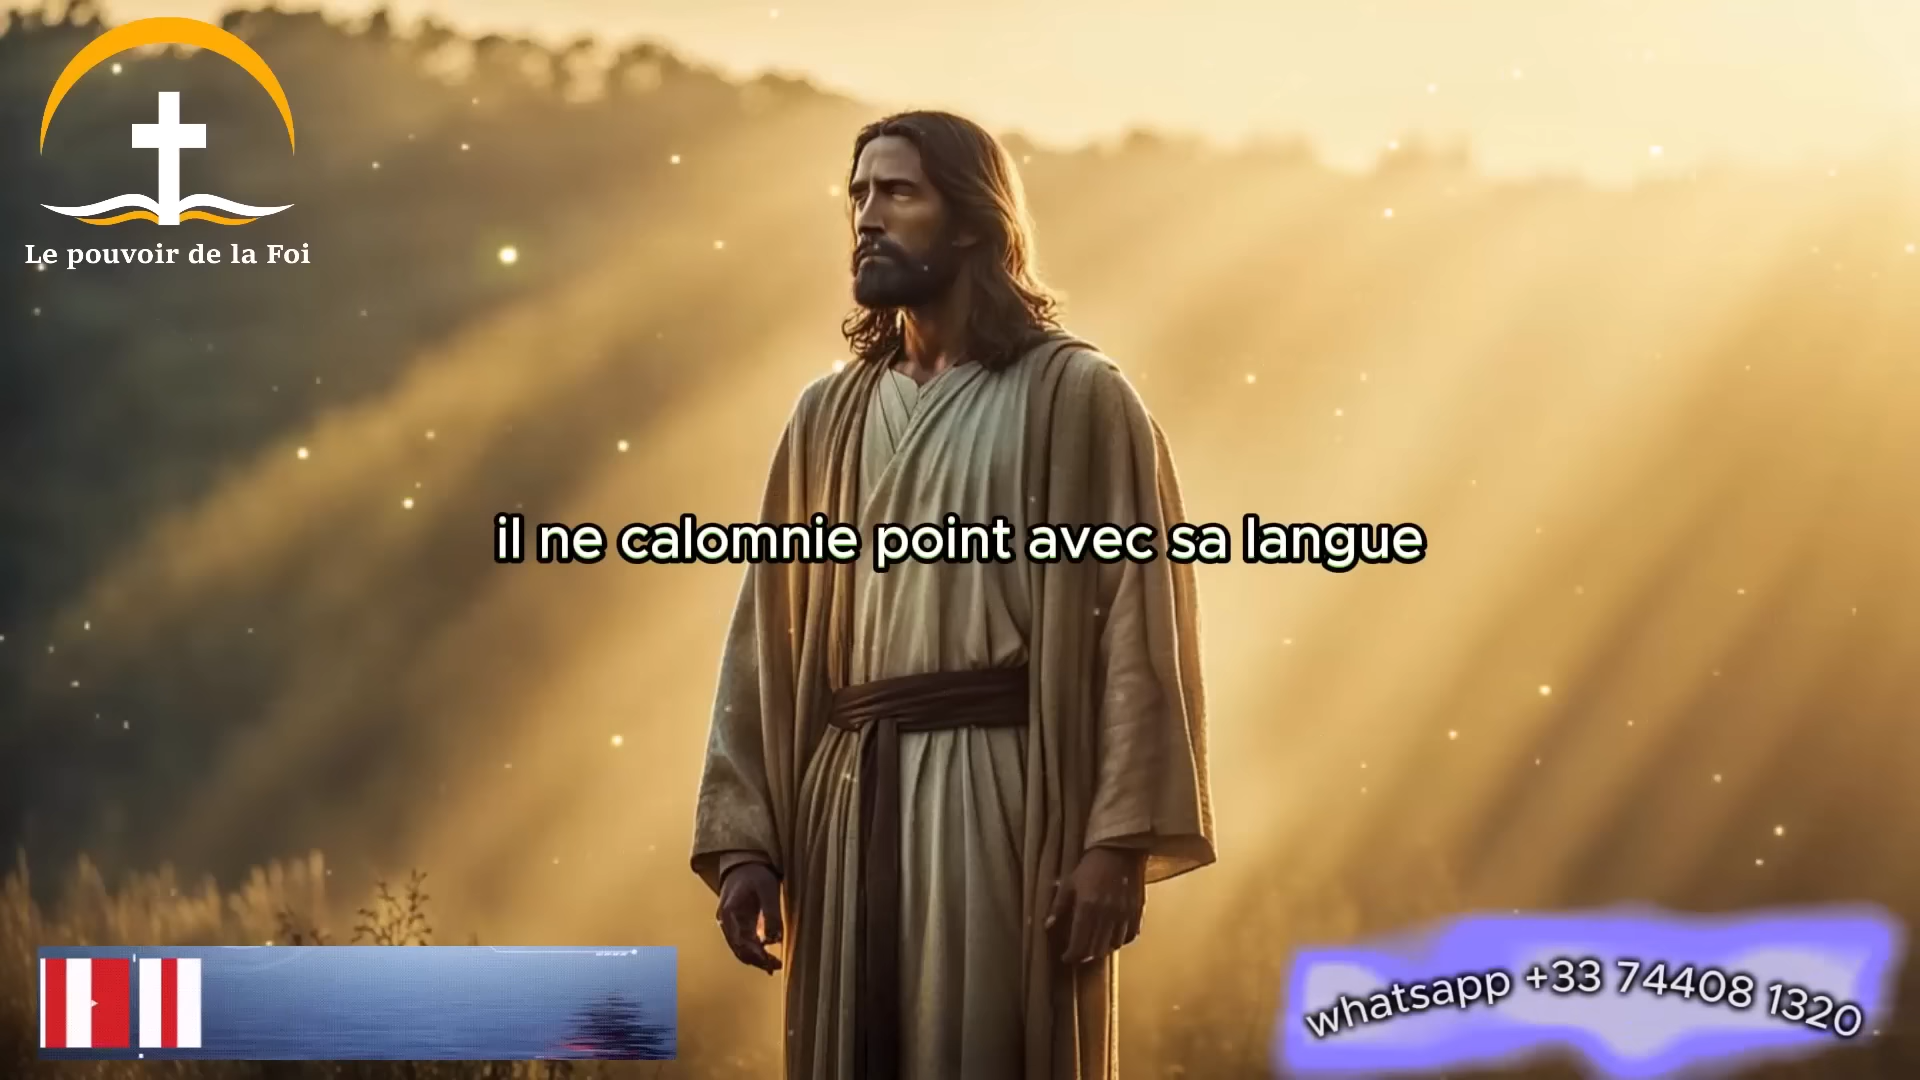 Le pouvoir de la Foi
il ne calomnie point avec sa langue
whatsapp +33 74408 1320